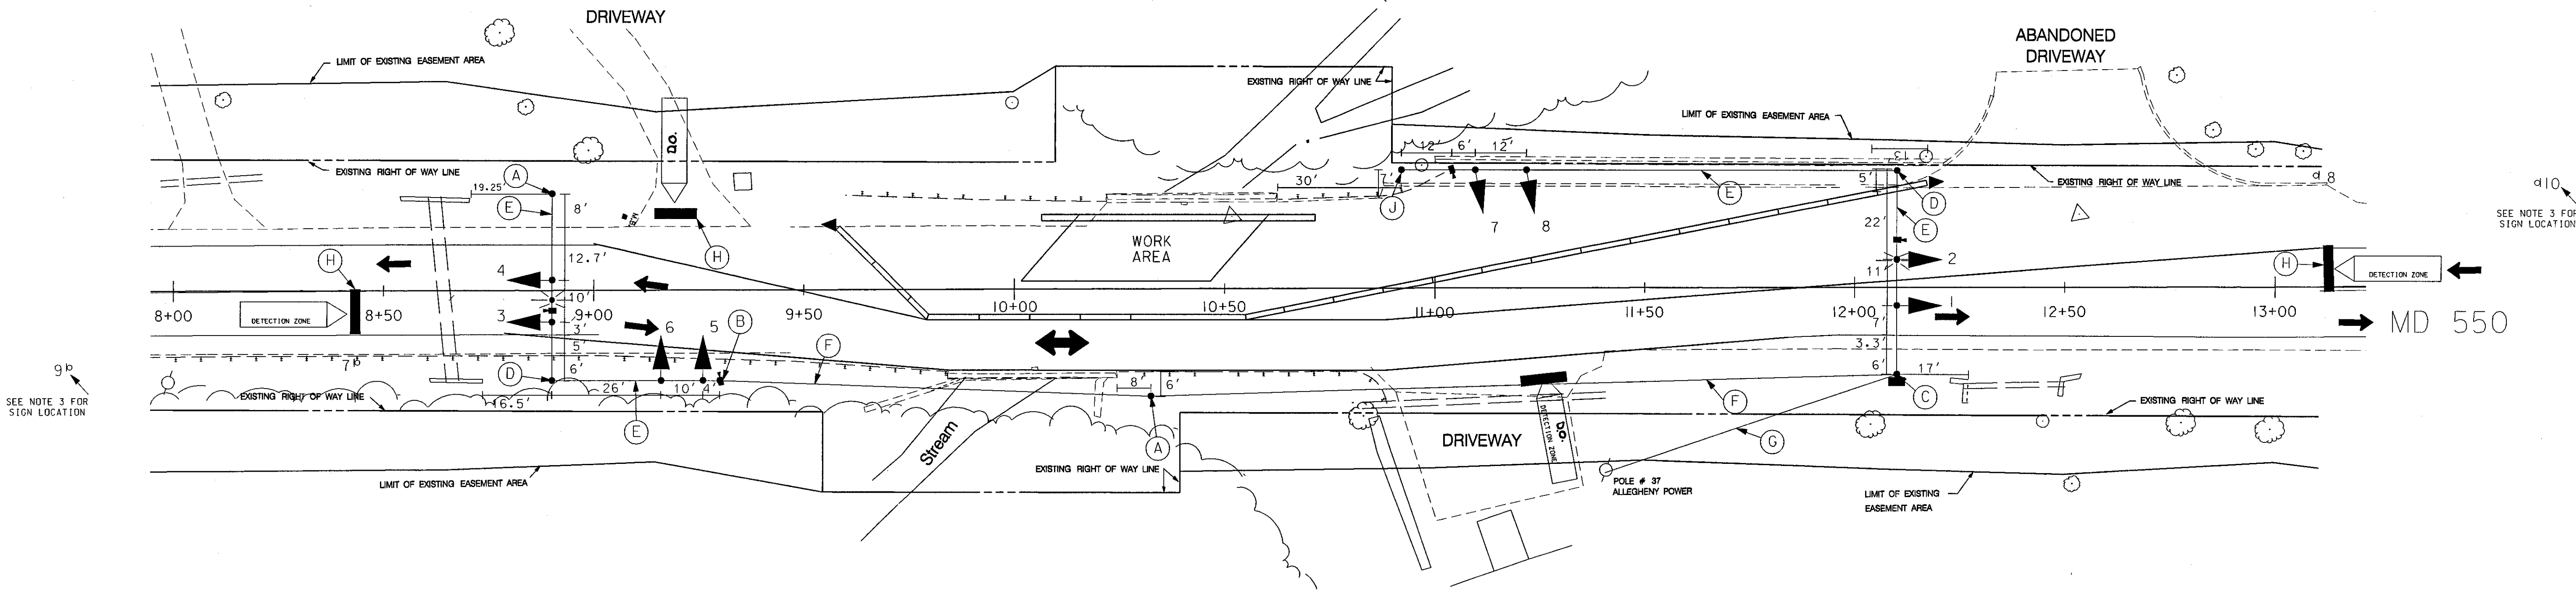 DRIVEWAY
ABANDONED
DRIVEWAY
LIMIT OF EXISTING EASEMENT AREA
EXISTING RIGHT OF WAY LINE
LIMIT OF EXISTING EASEMENT AREA
D.O.
EXISTING RIGHT OF WAY LINE
12'
6'
12'
13'
A
19.25'
E
8'
30'
7'
J
E
5'
D
EXISTING RIGHT OF WAY LINE
d 8
d10
SEE NOTE 3 FOR
SIGN LOCATION
MB
7
8
22'
E
H
H
4
12.7'
WORK
AREA
2
11'
H
DETECTION ZONE
DETECTION ZONE
8+00
8+50
10'
9+00
9+50
10+00
10+50
11+00
11+50
12+00
12+50
13+00
MD 550
3
3'
5'
6
5
B
F
1
7'
3.3'
6'
17'
7b
9b
SEE NOTE 3 FOR
SIGN LOCATION
D
6'
26'
10'
4'
8'
6'
F
C
EXISTING RIGHT OF WAY LINE
16.5'
E
A
EXISTING RIGHT OF WAY LINE
Stream
DRIVEWAY
D.O.
DETECTION ZONE
G
EXISTING RIGHT OF WAY LINE
LIMIT OF EXISTING EASEMENT AREA
POLE # 37
ALLEGHENY POWER
LIMIT OF EXISTING
EASEMENT AREA